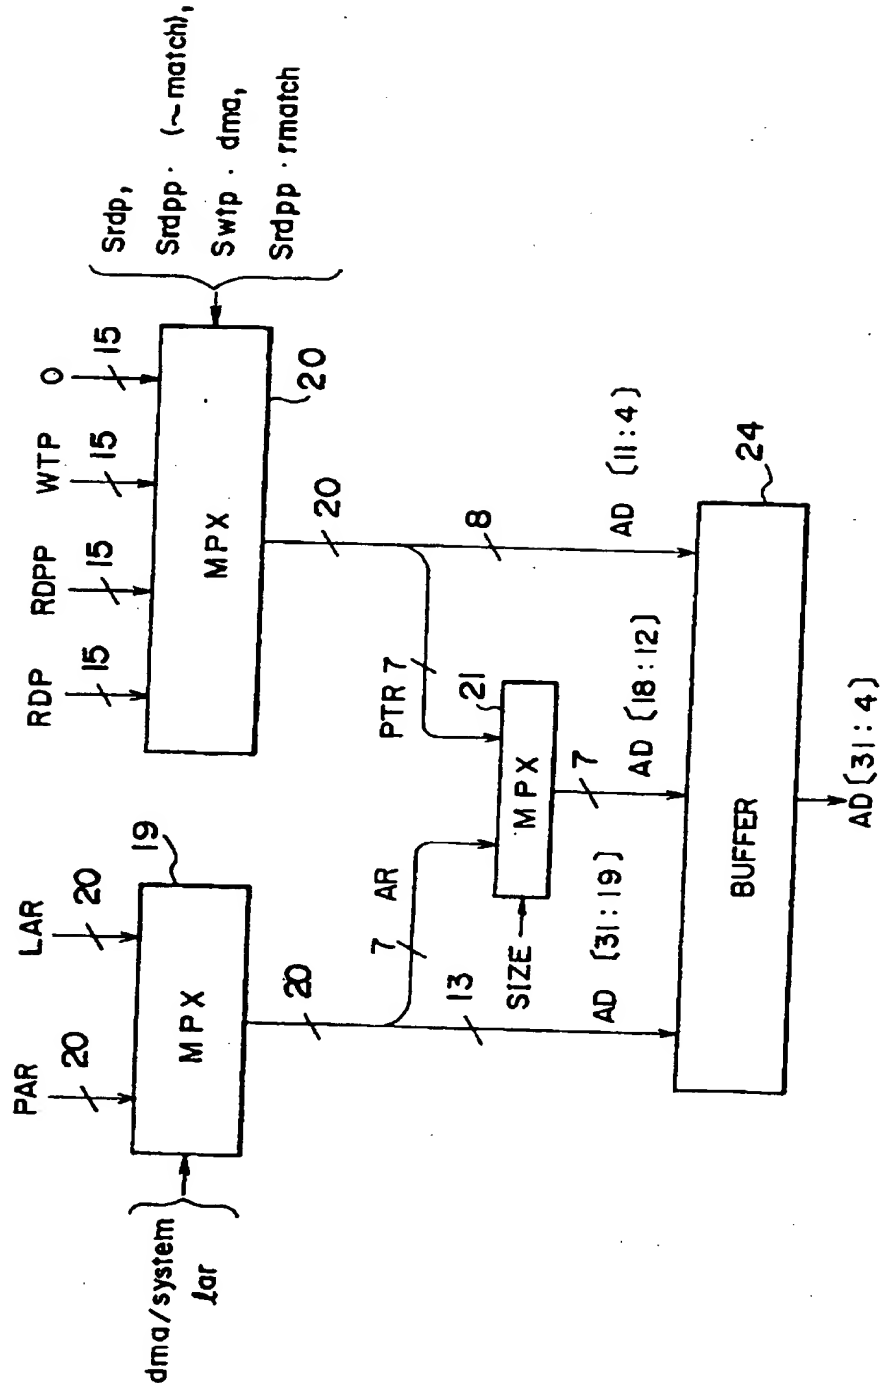 Srdp,
Srdpp · (~match),
Swtp · dma,
Srdpp · rmatch
RDP
RDPP
WTP
O
15
15
15
15
MPX
20
20
PAR
LAR
20
20
19
MPX
dma/system
lar
20
7
AR
PTR 7
21
MPX
SIZE
13
7
8
AD [31:19]
AD [18:12]
AD [11:4]
24
BUFFER
AD[31:4]